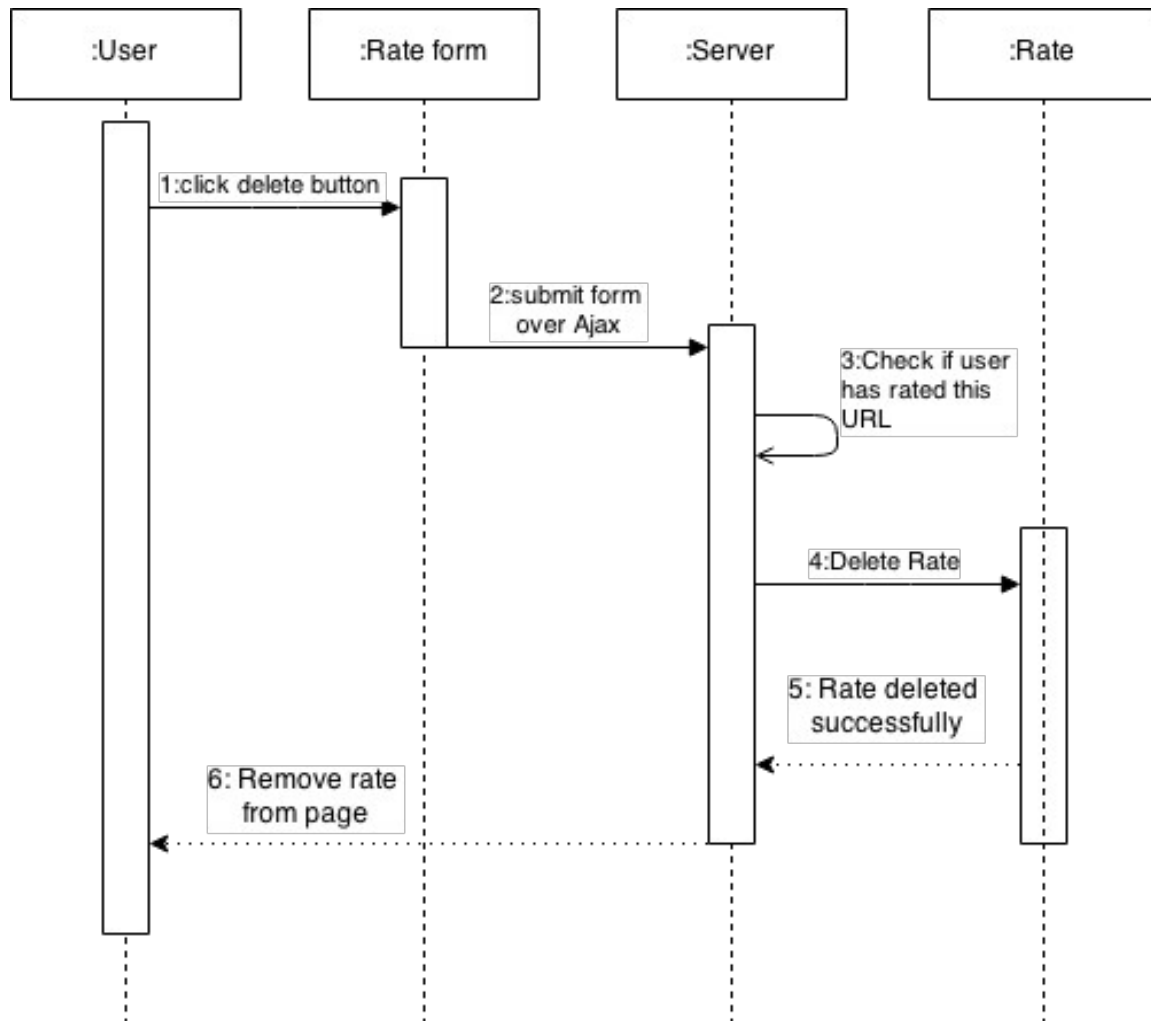 :User
:Rate form
:Server
:Rate
1:click delete button
2:submit form
over Ajax
3:Check if user
has rated this
URL
4:Delete Rate
5: Rate deleted
successfully
6: Remove rate
from page